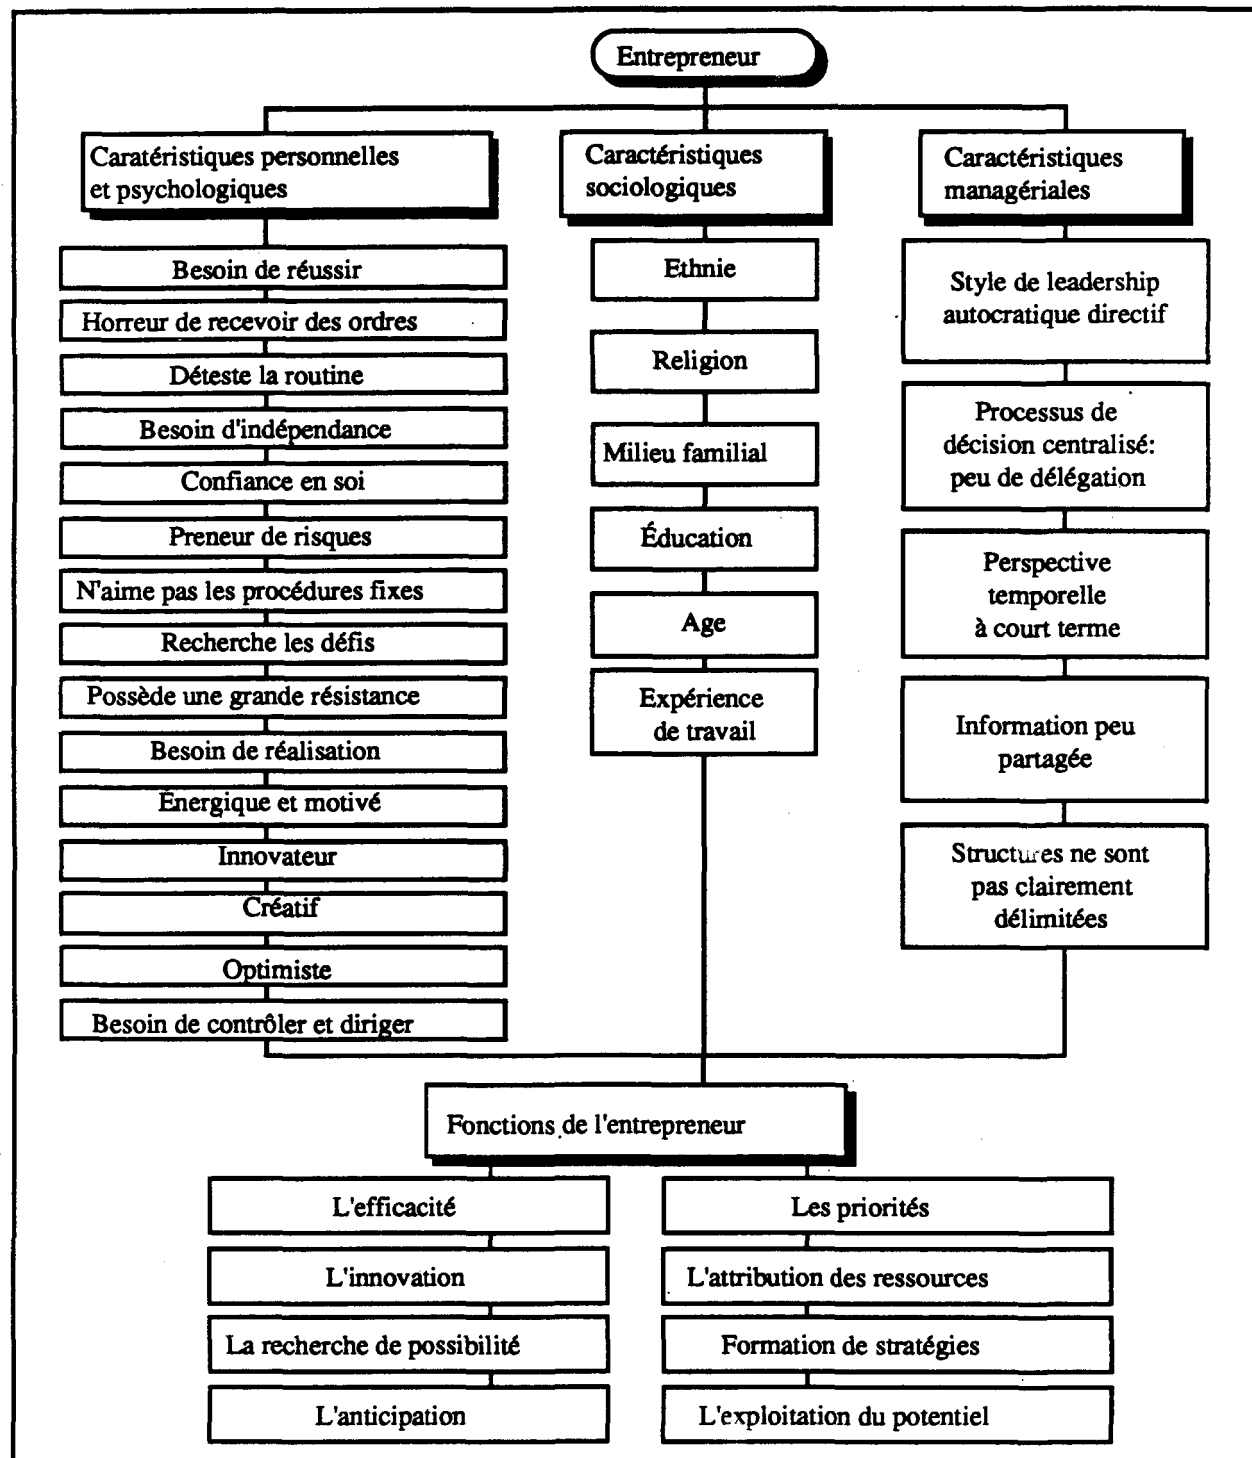 Entrepreneur
Caratéristiques personnelles
et psychologiques
Besoin de réussir
Horreur de recevoir des ordres
Déteste la routine
Besoin d'indépendance
Confiance en soi
Preneur de risques
N'aime pas les procédures fixes
Recherche les défis
Possède une grande résistance
Besoin de réalisation
Énergique et motivé
Innovateur
Créatif
Optimiste
Besoin de contrôler et diriger
Caractéristiques
sociologiques
Ethnie
Religion
Milieu familial
Éducation
Age
Expérience
de travail
Caractéristiques
managériales
Style de leadership
autocratique directif
Processus de
décision centralisé:
peu de délégation
Perspective
temporelle
à court terme
Information peu
partagée
Structures ne sont
pas clairement
délimitées
Fonctions de l'entrepreneur
L'efficacité
L'innovation
La recherche de possibilité
L'anticipation
Les priorités
L'attribution des ressources
Formation de stratégies
L'exploitation du potentiel